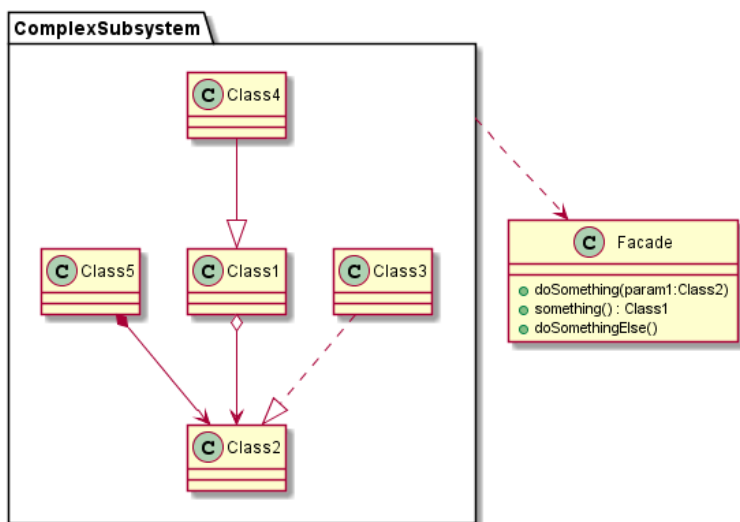 ComplexSubsystem
C Class4
C Class5
C Class1
C Class3
C Class2
C Facade
doSomething(param1:Class2)
something() : Class1
doSomethingElse()